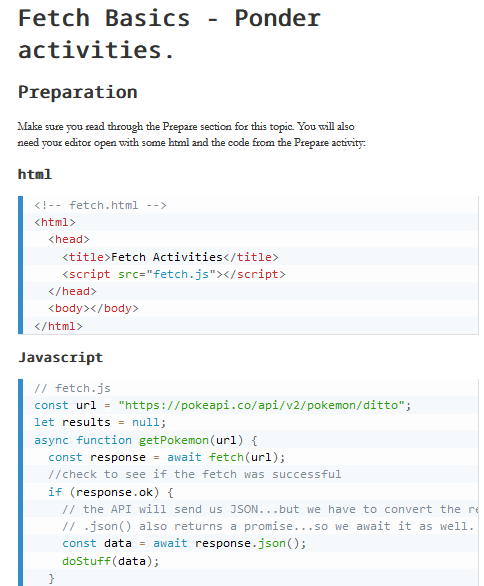 Fetch Basics - Ponder
activities.
Preparation
Make sure you read through the Prepare section for this topic. You will also
need your editor open with some html and the code from the Prepare activity:
html
<!-- fetch.html -->
<html>
<head>
<title>Fetch Activities</title>
<script src="fetch.js"></script>
</head>
<body></body>
</html>
Javascript
// fetch.js
const url = "https://pokeapi.co/api/v2/pokemon/ditto";
let results = null;
async function getPokemon(url) {
const response = await fetch(url);
//check to see if the fetch was successful
if (response.ok) {
// the API will send us JSON...but we have to convert the
// .json() also returns a promise...so we await it as well.
const data = await response.json();
doStuff(data);
}